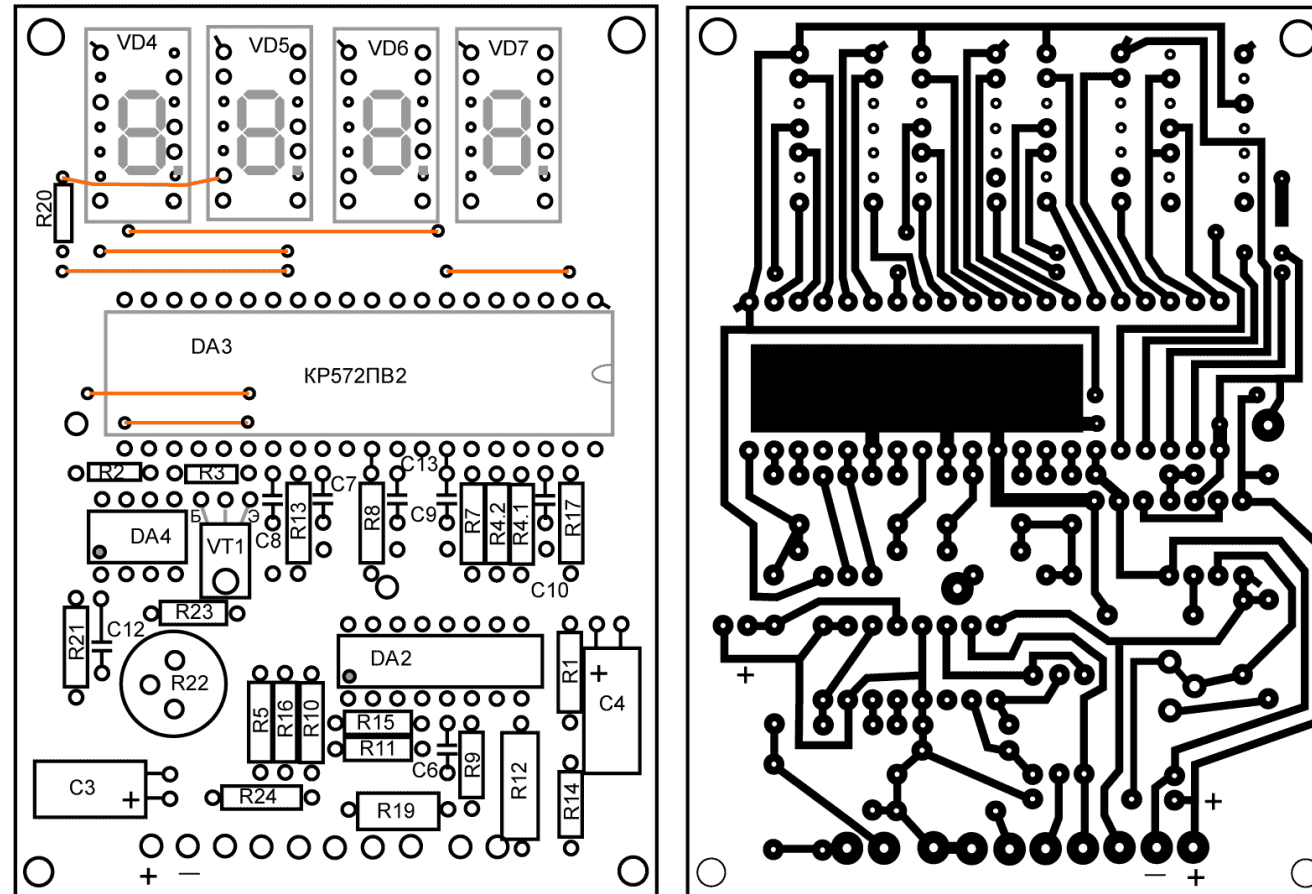 VD4 VD5 VD6 VD7
R20
DA3
КР572ПВ2
R2 R3 C13
C7
Б Э
DA4 VT1 C8 R13 R8 C9 R7 R4.2 R4.1 R17
C10
R23
R21 C12
DA2
R22 R1
+ C4
R5 R16 R10
R15
R11 C6 R9
C3 + R24 R19 R12 R14
+ —
+
+
— +